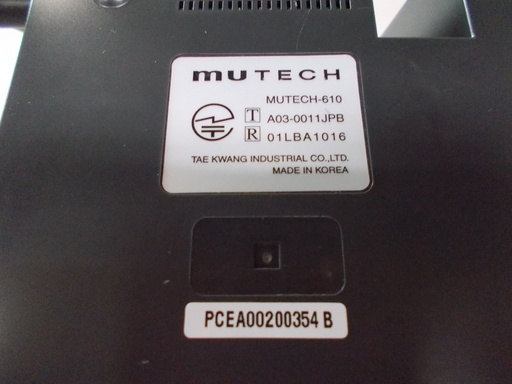 muTECH
MUTECH-610
T A03-0011JPB
R 01LBA1016
TAE KWANG INDUSTRIAL CO.,LTD.
MADE IN KOREA
PCEA00200354 B